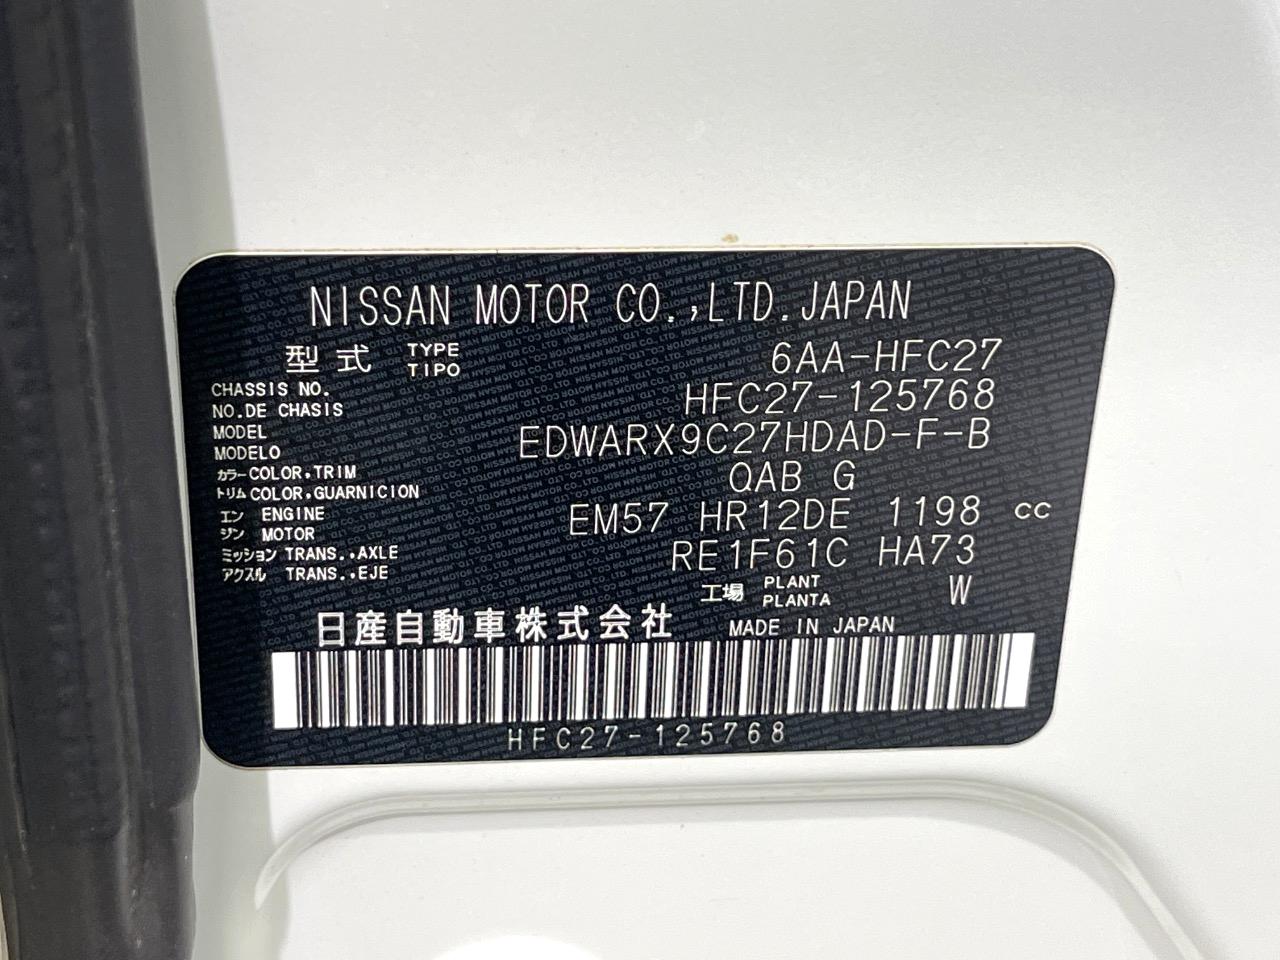 NISSAN MOTOR CO.,LTD.JAPAN
型式 TYPE TIPO 6AA-HFC27
CHASSIS NO. NO.DE CHASIS HFC27-125768
MODEL MODELO EDWARX9C27HDAD-F-B
カラー COLOR,TRIM トリム COLOR,GUARNICION QAB G
エンジン ENGINE MOTOR EM57 HR12DE 1198 CC
ミッション TRANS.,AXLE アクスル TRANS.,EJE RE1F61C HA73
工場 PLANT PLANTA W
日産自動車株式会社 MADE IN JAPAN
HFC27-125768